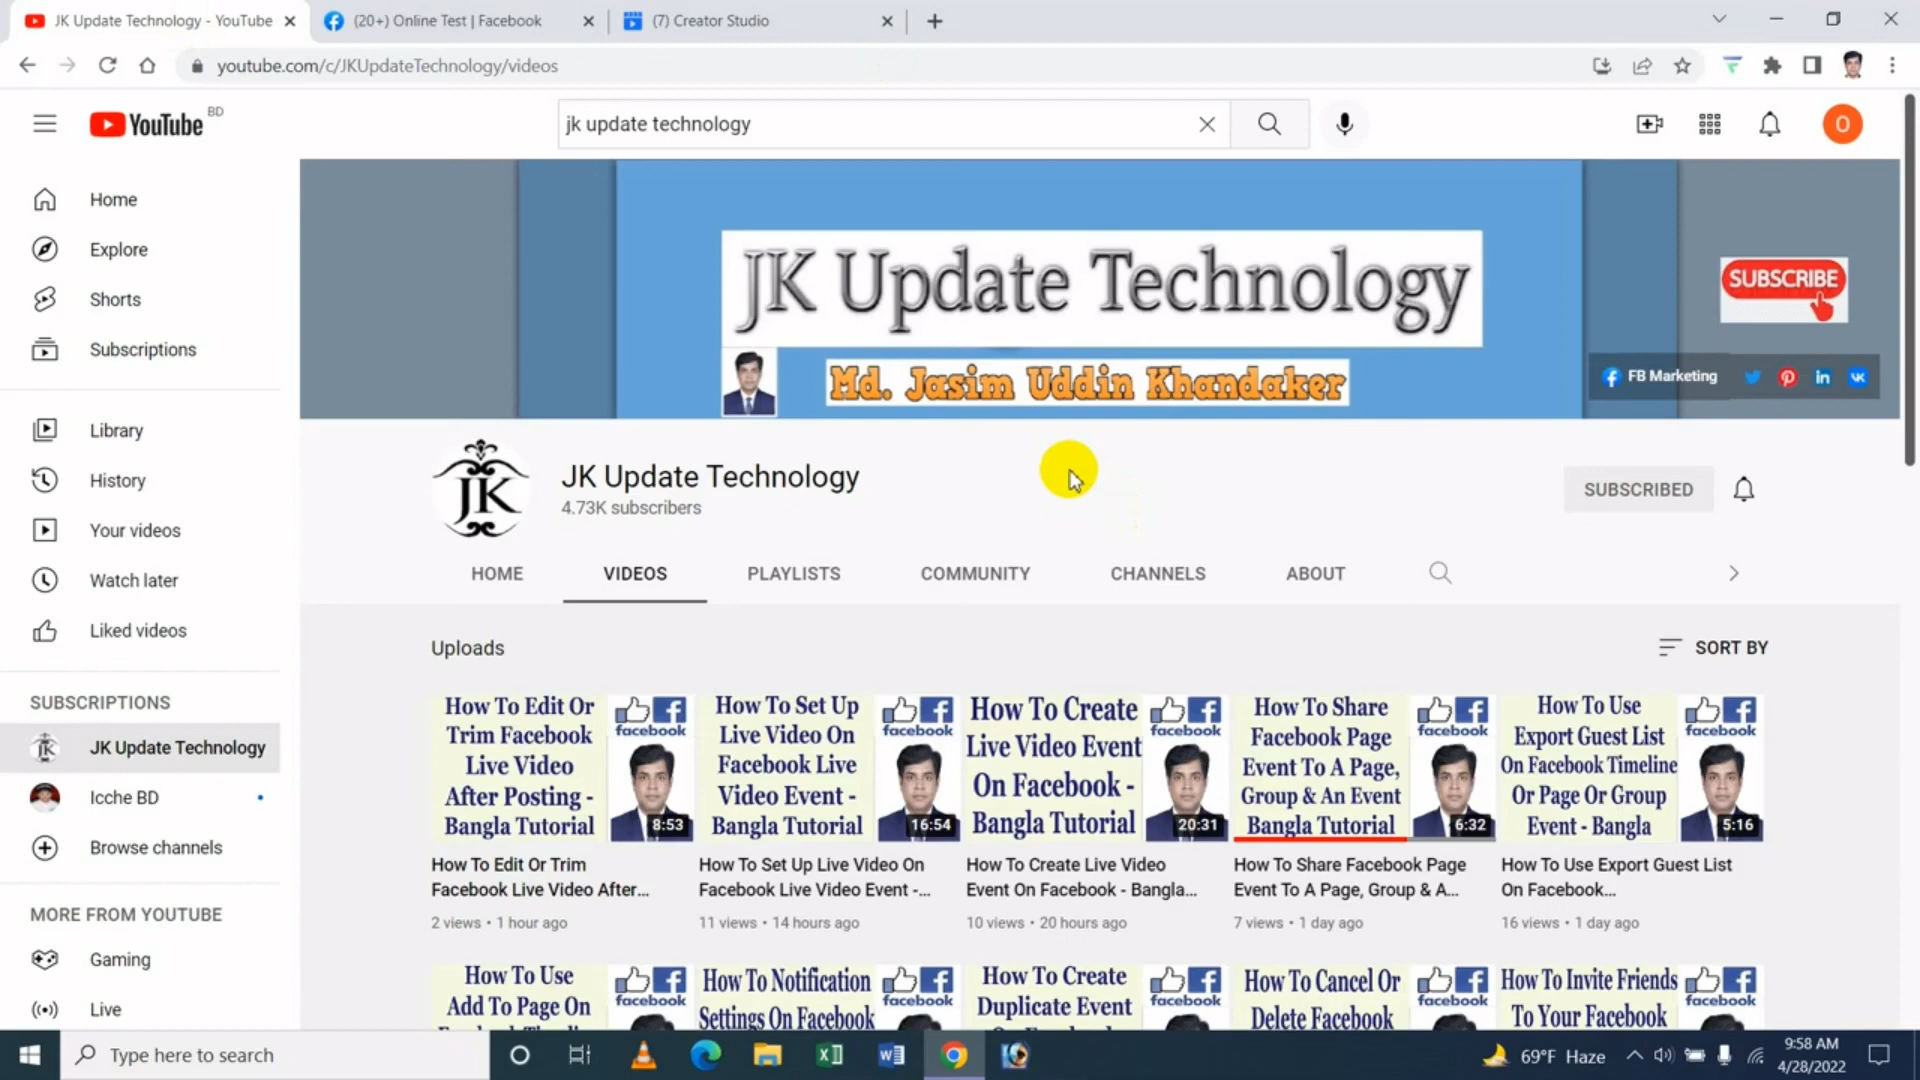 JK Update Technology - YouTube
(20+) Online Test | Facebook
(7) Creator Studio
youtube.com/c/JKUpdateTechnology/videos
YouTube BD
jk update technology
O
Home
Explore
Shorts
Subscriptions
Library
History
Your videos
Watch later
Liked videos
SUBSCRIPTIONS
JK Update Technology
Icche BD
Browse channels
MORE FROM YOUTUBE
Gaming
Live
JK Update Technology
Md. Jasim Uddin Khandaker
SUBSCRIBE
FB Marketing
JK
JK Update Technology
4.73K subscribers
SUBSCRIBED
HOME
VIDEOS
PLAYLISTS
COMMUNITY
CHANNELS
ABOUT
Uploads
SORT BY
How To Edit Or
Trim Facebook
Live Video
After Posting -
Bangla Tutorial
facebook
8:53
How To Edit Or Trim
Facebook Live Video After...
2 views • 1 hour ago
How To Set Up
Live Video On
Facebook Live
Video Event -
Bangla Tutorial
facebook
16:54
How To Set Up Live Video On
Facebook Live Video Event -...
11 views • 14 hours ago
How To Create
Live Video Event
On Facebook -
Bangla Tutorial
facebook
20:31
How To Create Live Video
Event On Facebook - Bangla...
10 views • 20 hours ago
How To Share
Facebook Page
Event To A Page,
Group & An Event
Bangla Tutorial
facebook
6:32
How To Share Facebook Page
Event To A Page, Group & A...
7 views • 1 day ago
How To Use
Export Guest List
On Facebook Timeline
Or Page Or Group
Event - Bangla
facebook
5:16
How To Use Export Guest List
On Facebook...
16 views • 1 day ago
How To Use
Add To Page On
facebook
How To Notification
Settings On Facebook
facebook
How To Create
Duplicate Event
facebook
How To Cancel Or
Delete Facebook
facebook
How To Invite Friends
To Your Facebook
facebook
Type here to search
69°F Haze
9:58 AM
4/28/2022